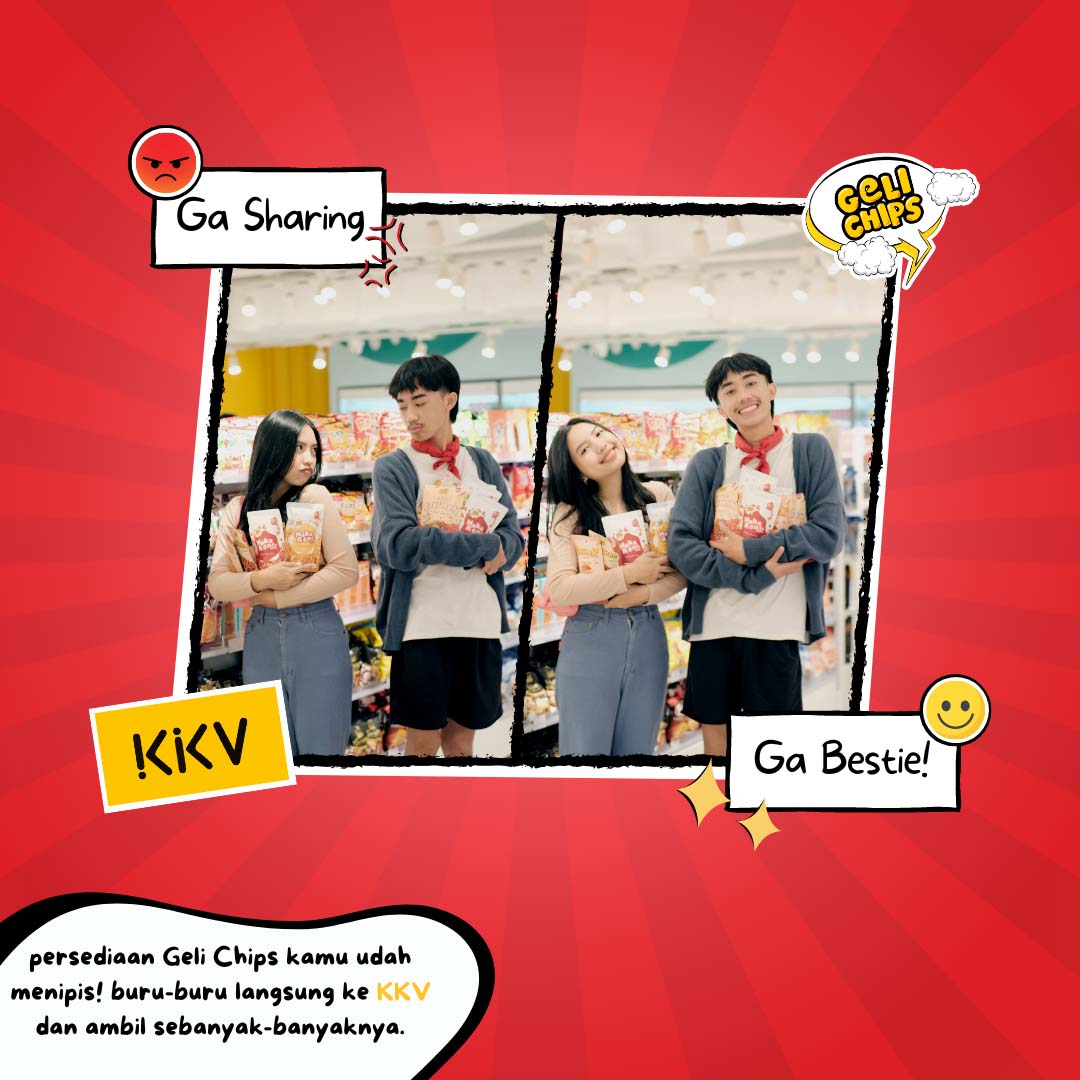 Ga Sharing
GELI
CHIPS
KKV
Ga Bestie!
persediaan Geli Chips kamu udah
menipis! buru-buru langsung ke KKV
dan ambil sebanyak-banyaknya.